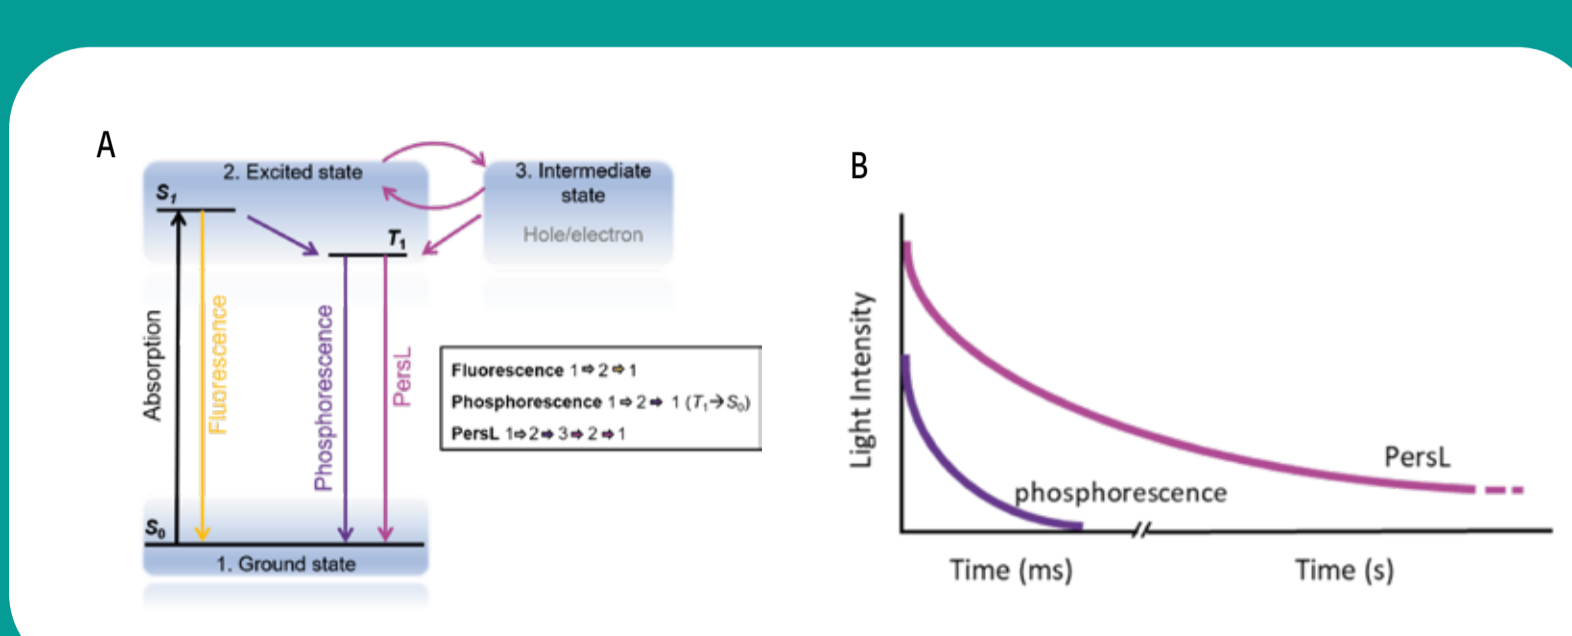 A
2. Excited state
S1
T1
3. Intermediate
state
Hole/electron
Absorption
Fluorescence
Phosphorescence
PersL
Fluorescence 1⇨2⇨1
Phosphorescence 1⇨2➡ 1 (T1→S0)
PersL 1⇨2➡3⇨2➡1
S0
1. Ground state
B
Light Intensity
PersL
phosphorescence
Time (ms)
Time (s)